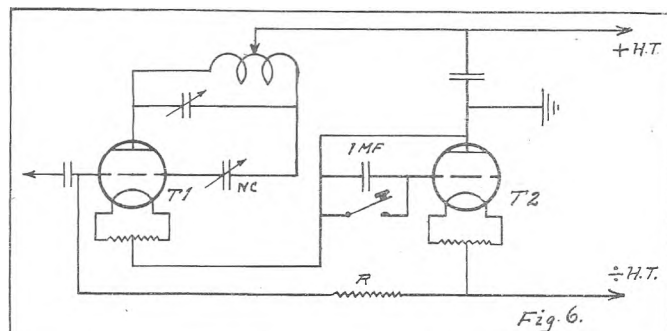 +H.T.
1MF
T1
NC
T2
R
÷H.T.
Fig. 6.